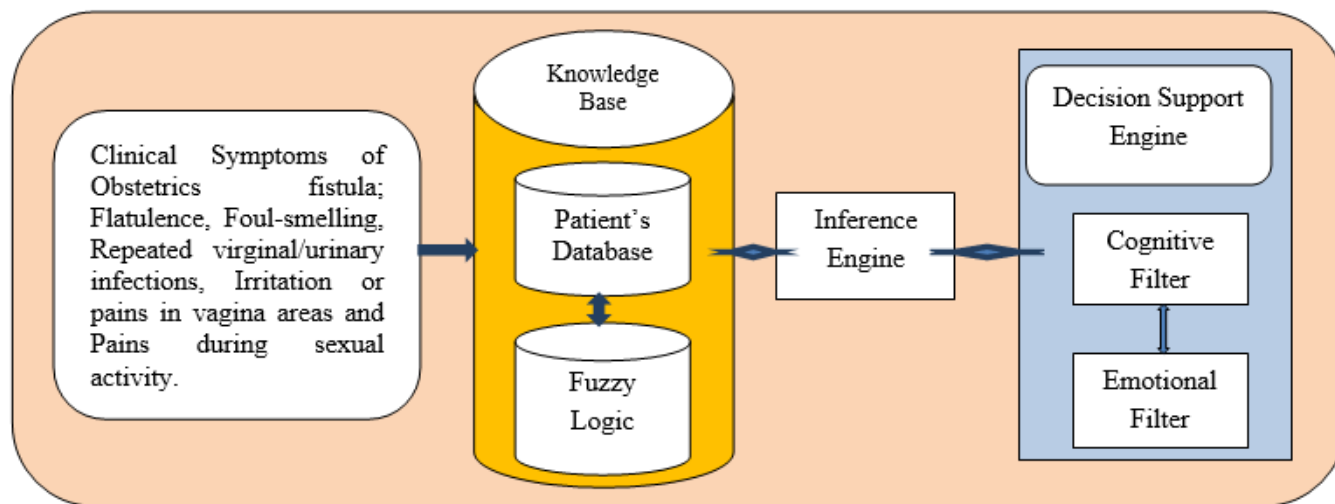 Clinical Symptoms of
Obstetrics fistula;
Flatulence, Foul-smelling,
Repeated virginal/urinary
infections, Irritation or
pains in vagina areas and
Pains during sexual
activity.
Knowledge
Base
Patient's
Database
Fuzzy
Logic
Inference
Engine
Decision Support
Engine
Cognitive
Filter
Emotional
Filter